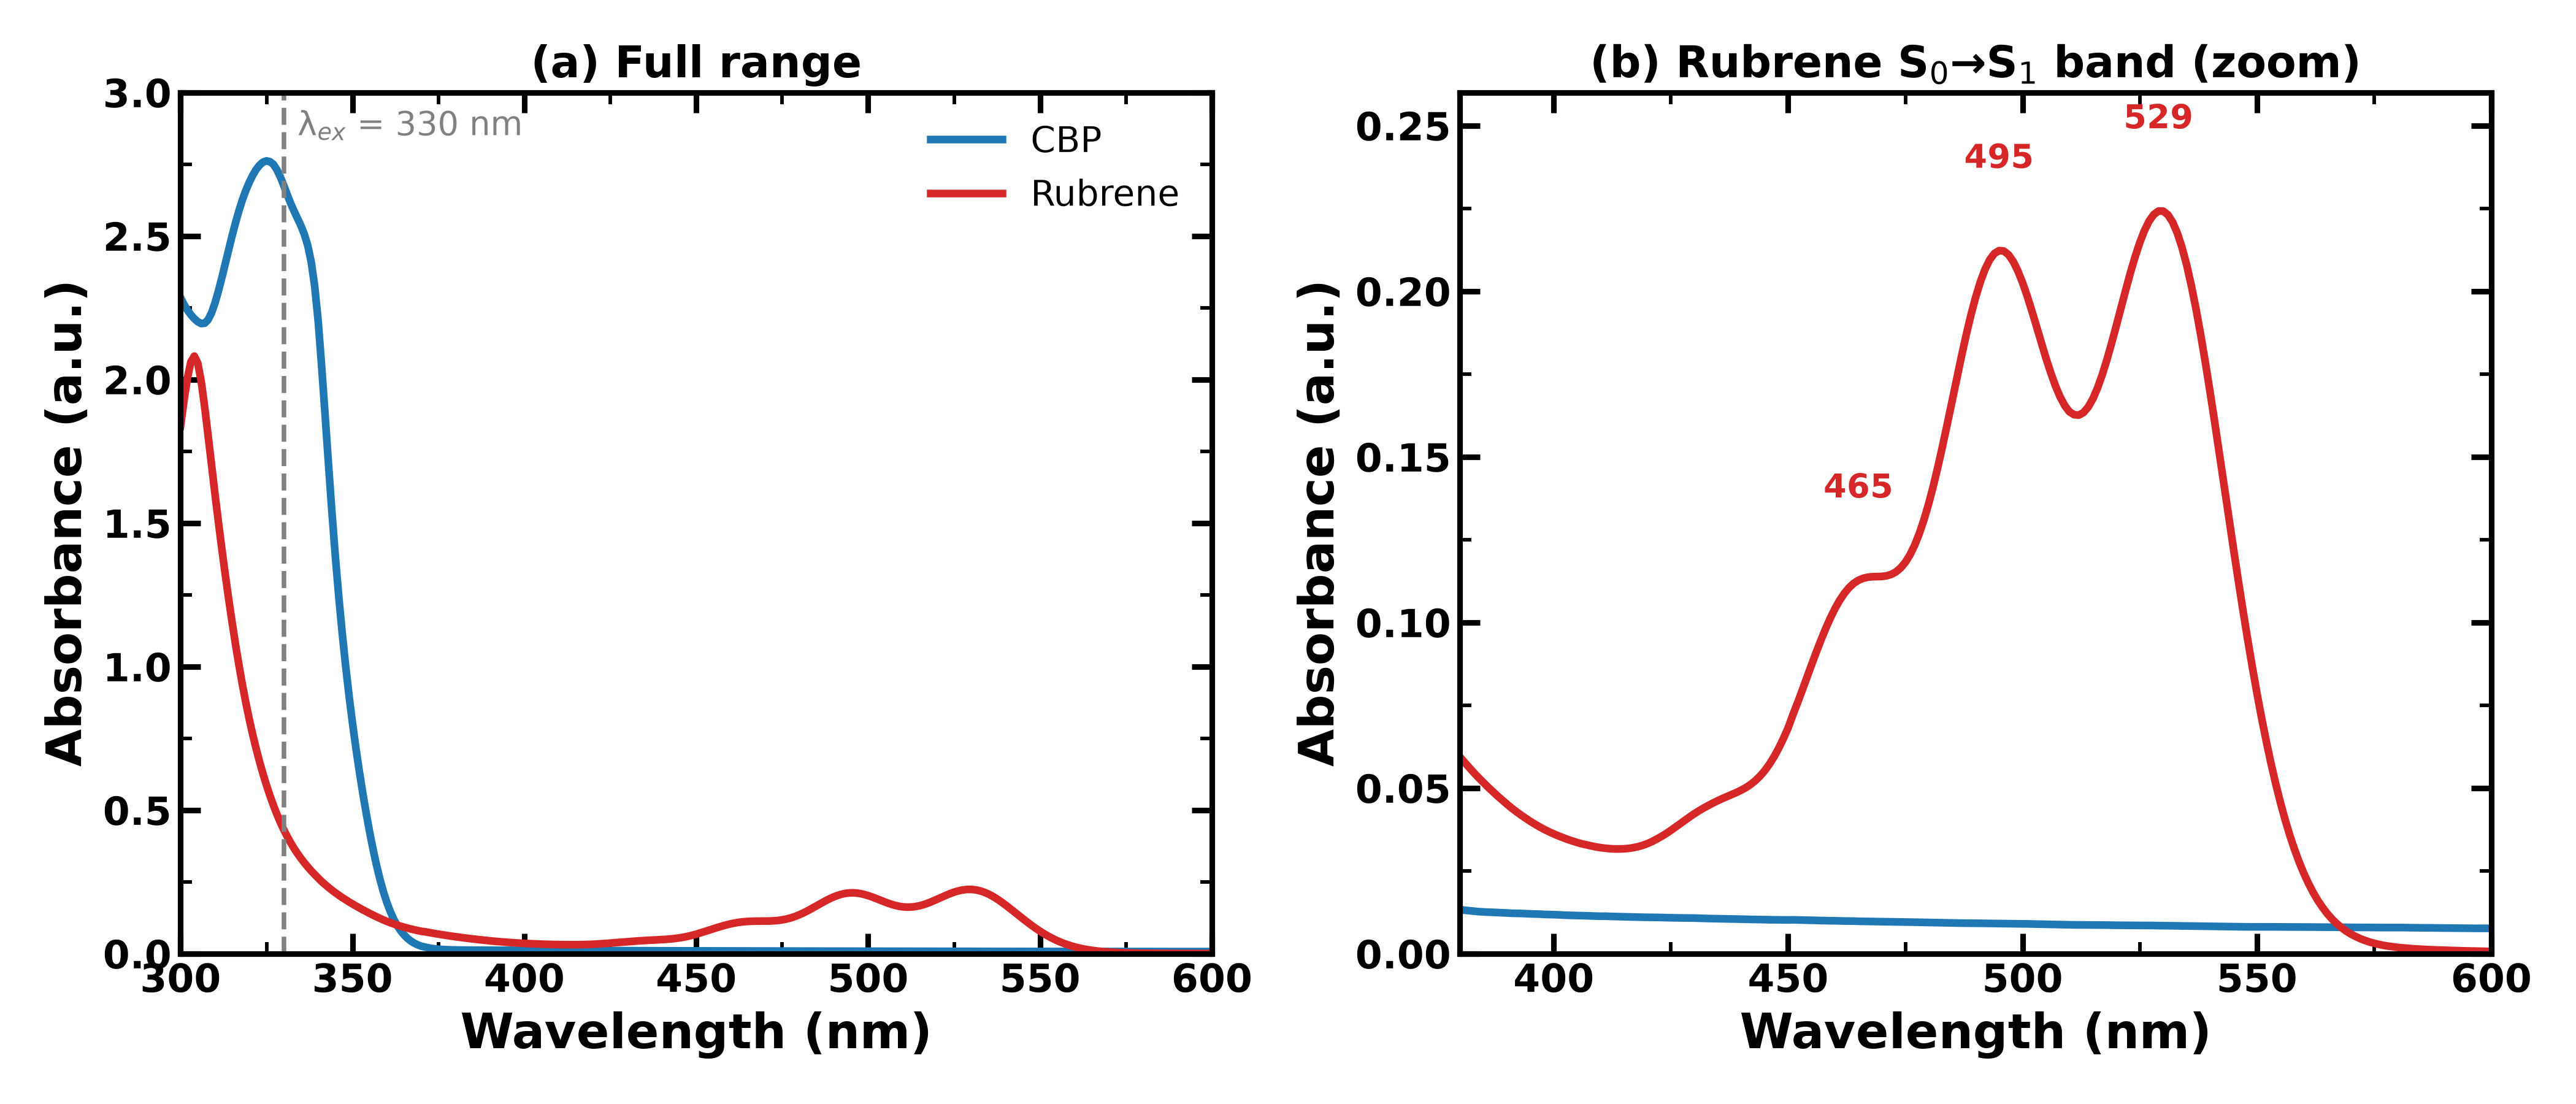 (a) Full range
3.0
2.5
2.0
1.5
1.0
0.5
0.0
Absorbance (a.u.)
λex = 330 nm
CBP
Rubrene
300 350 400 450 500 550 600
Wavelength (nm)
(b) Rubrene S₀→S₁ band (zoom)
0.25
0.20
0.15
0.10
0.05
0.00
Absorbance (a.u.)
529
495
465
400 450 500 550 600
Wavelength (nm)